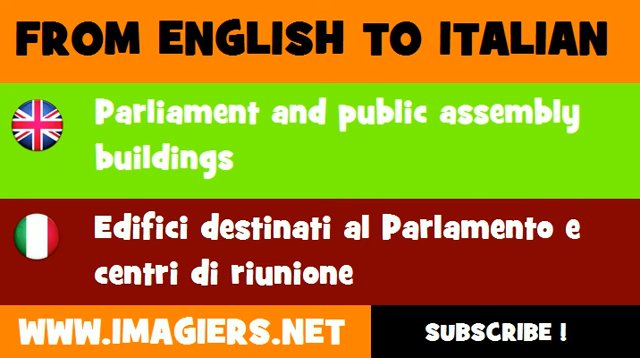 FROM ENGLISH TO ITALIAN
Parliament and public assembly
buildings
Edifici destinati al Parlamento e
centri di riunione
WWW.IMAGIERS.NET
SUBSCRIBE !